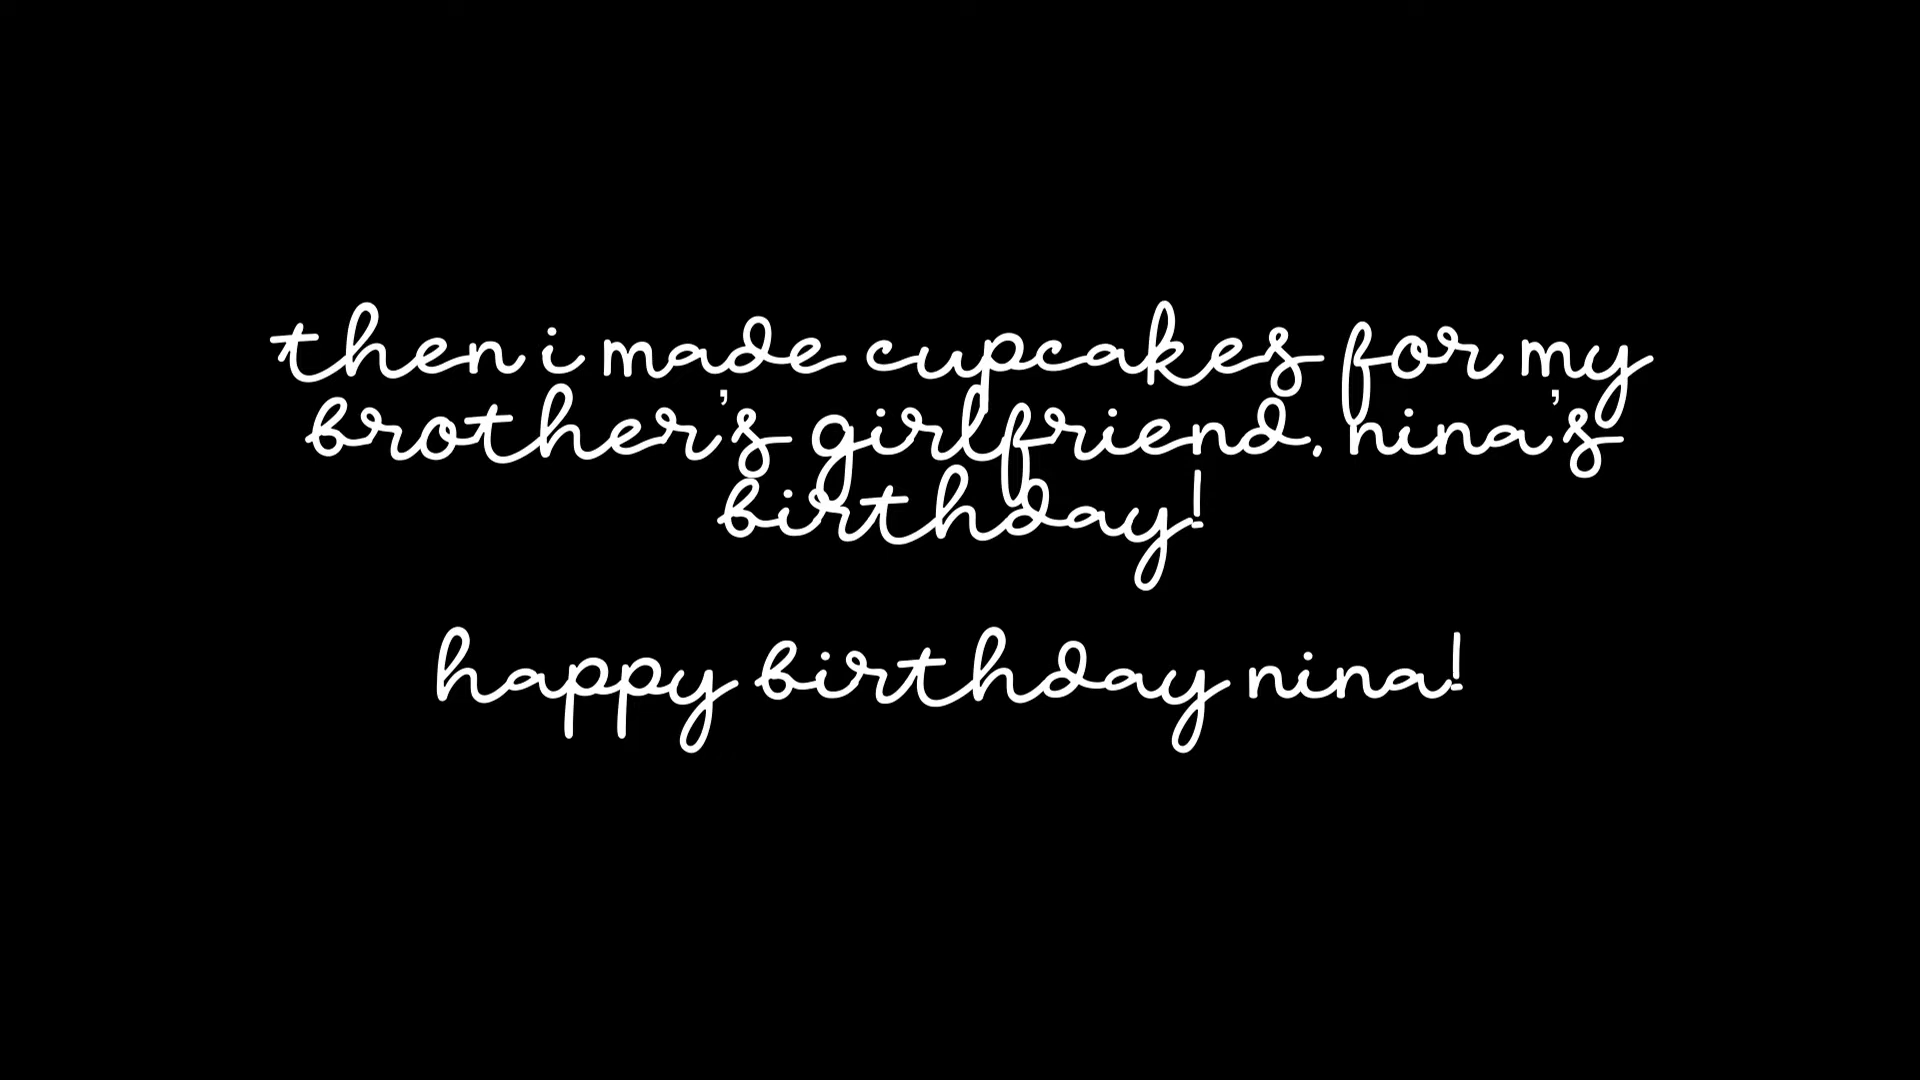 then i made cupcakes for my
brother's girlfriend, nina's
birthday!
happy birthday nina!